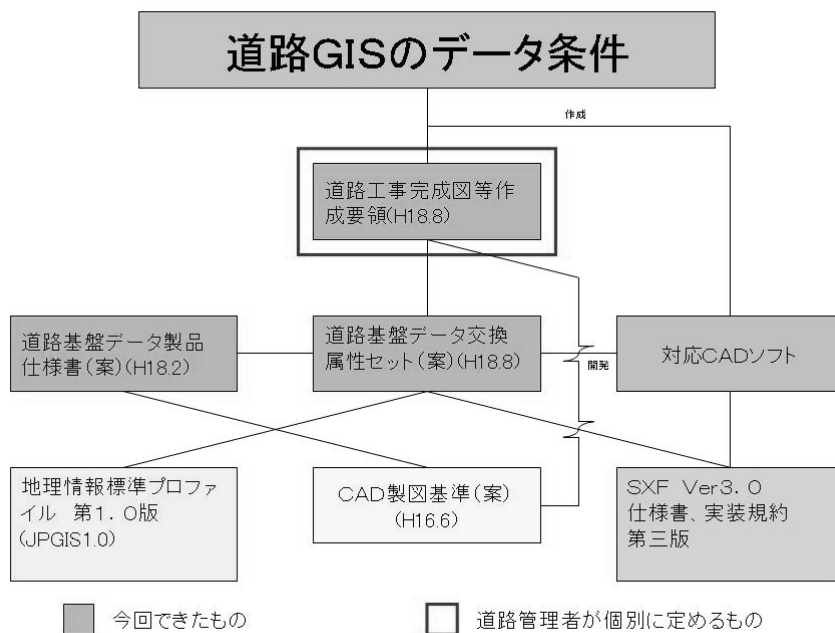 道路GISのデータ条件
作成
道路工事完成図等作
成要領(H18.8)
道路基盤データ製品
仕様書(案)(H18.2)
道路基盤データ交換
属性セット(案)(H18.8)
対応CADソフト
開発
地理情報標準プロファ
イル 第1.0版
(JPGIS1.0)
CAD製図基準(案)
(H16.6)
SXF Ver3.0
仕様書、実装規約
第三版
今回できたもの
道路管理者が個別に定めるもの